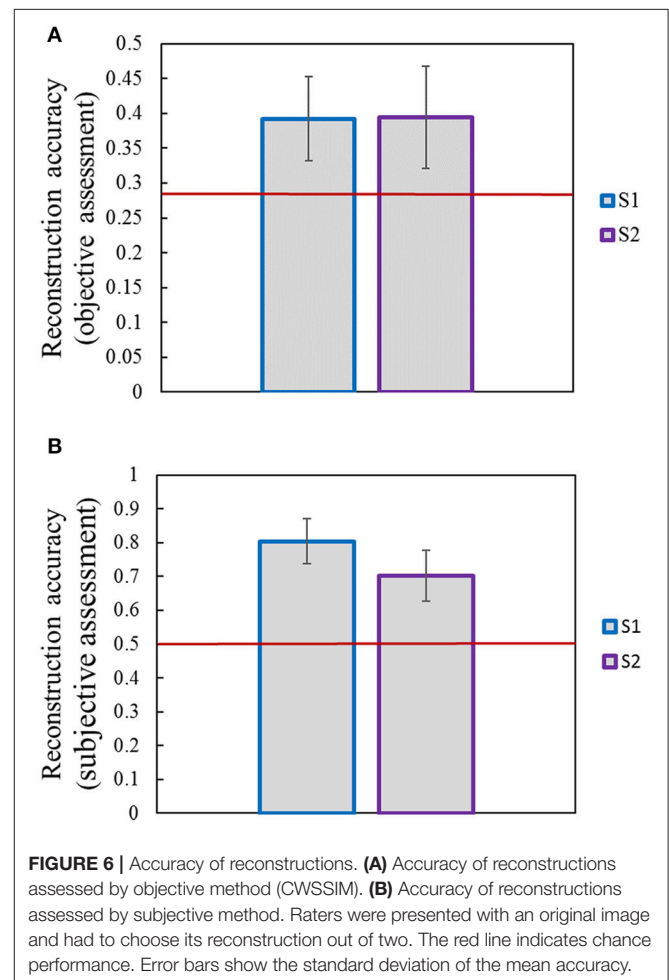 A
0.5
0.45
0.4
0.35
0.3
0.25
0.2
0.15
0.1
0.05
0
Reconstruction accuracy
(objective assessment)
S1
S2
B
1
0.9
0.8
0.7
0.6
0.5
0.4
0.3
0.2
0.1
0
Reconstruction accuracy
(subjective assessment)
S1
S2
FIGURE 6 | Accuracy of reconstructions. (A) Accuracy of reconstructions
assessed by objective method (CWSSIM). (B) Accuracy of reconstructions
assessed by subjective method. Raters were presented with an original image
and had to choose its reconstruction out of two. The red line indicates chance
performance. Error bars show the standard deviation of the mean accuracy.